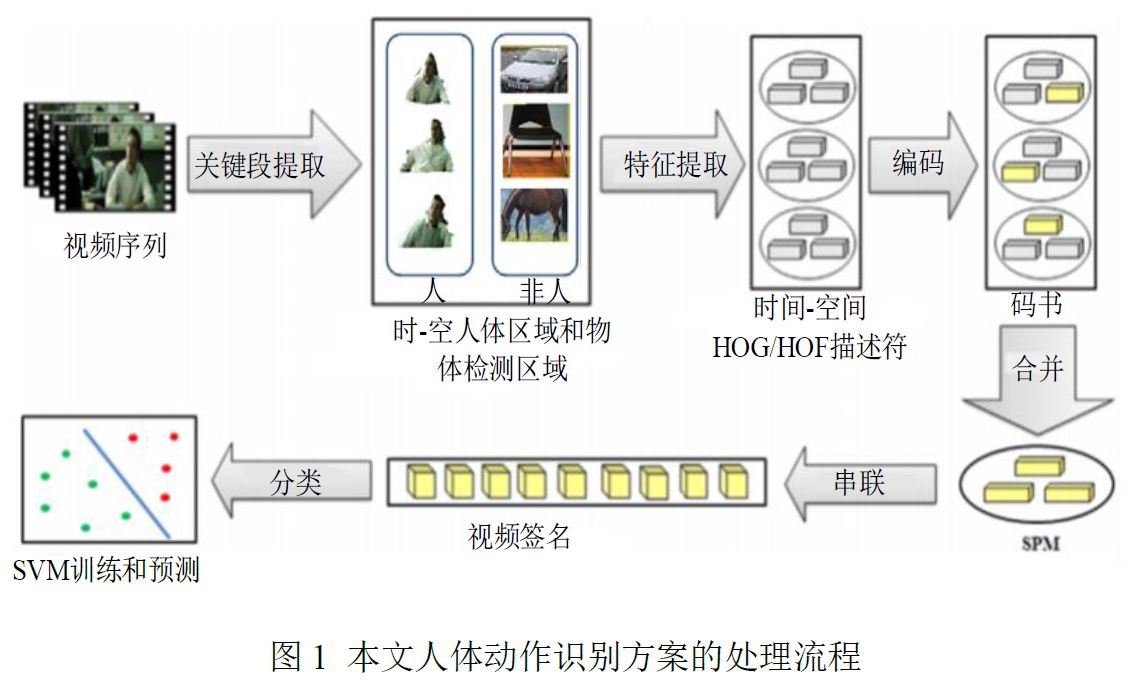 视频序列
关键段提取
人
非人
时-空人体区域和物
体检测区域
特征提取
时间-空间
HOG/HOF描述符
编码
码书
合并
SPM
串联
视频签名
分类
SVM训练和预测
图 1 本文人体动作识别方案的处理流程